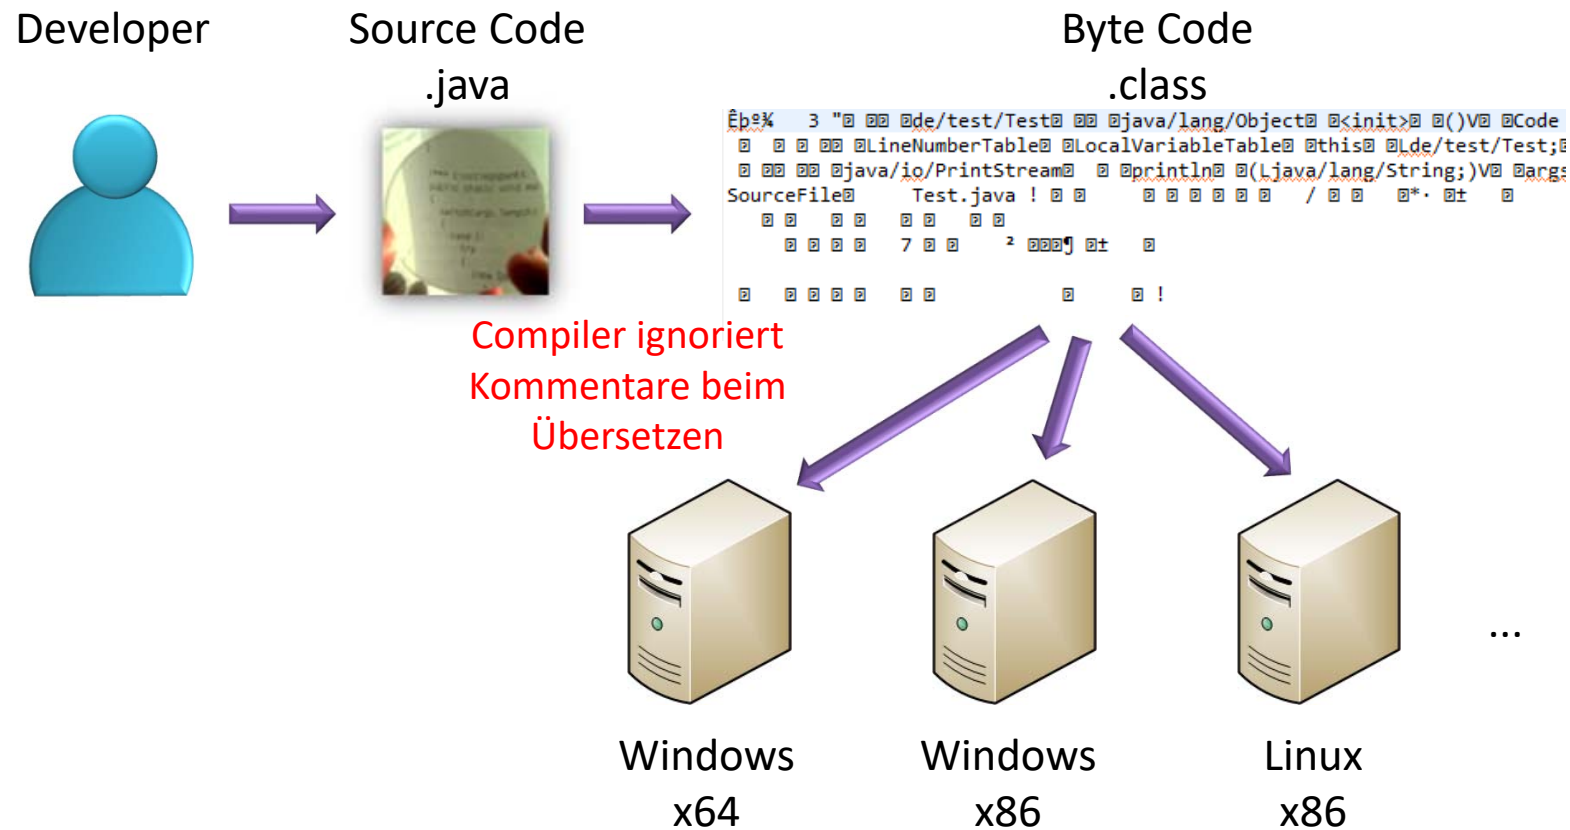 Developer
Source Code
.java
Byte Code
.class
Êþº¾ 3 " de/test/Test java/lang/Object <init> ()V Code
LineNumberTable LocalVariableTable this Lde/test/Test;
java/io/PrintStream println (Ljava/lang/String;)V args
SourceFile Test.java ! / * · ±
7 ² ¶ ±
!
Compiler ignoriert
Kommentare beim
Übersetzen
...
Windows
x64
Windows
x86
Linux
x86